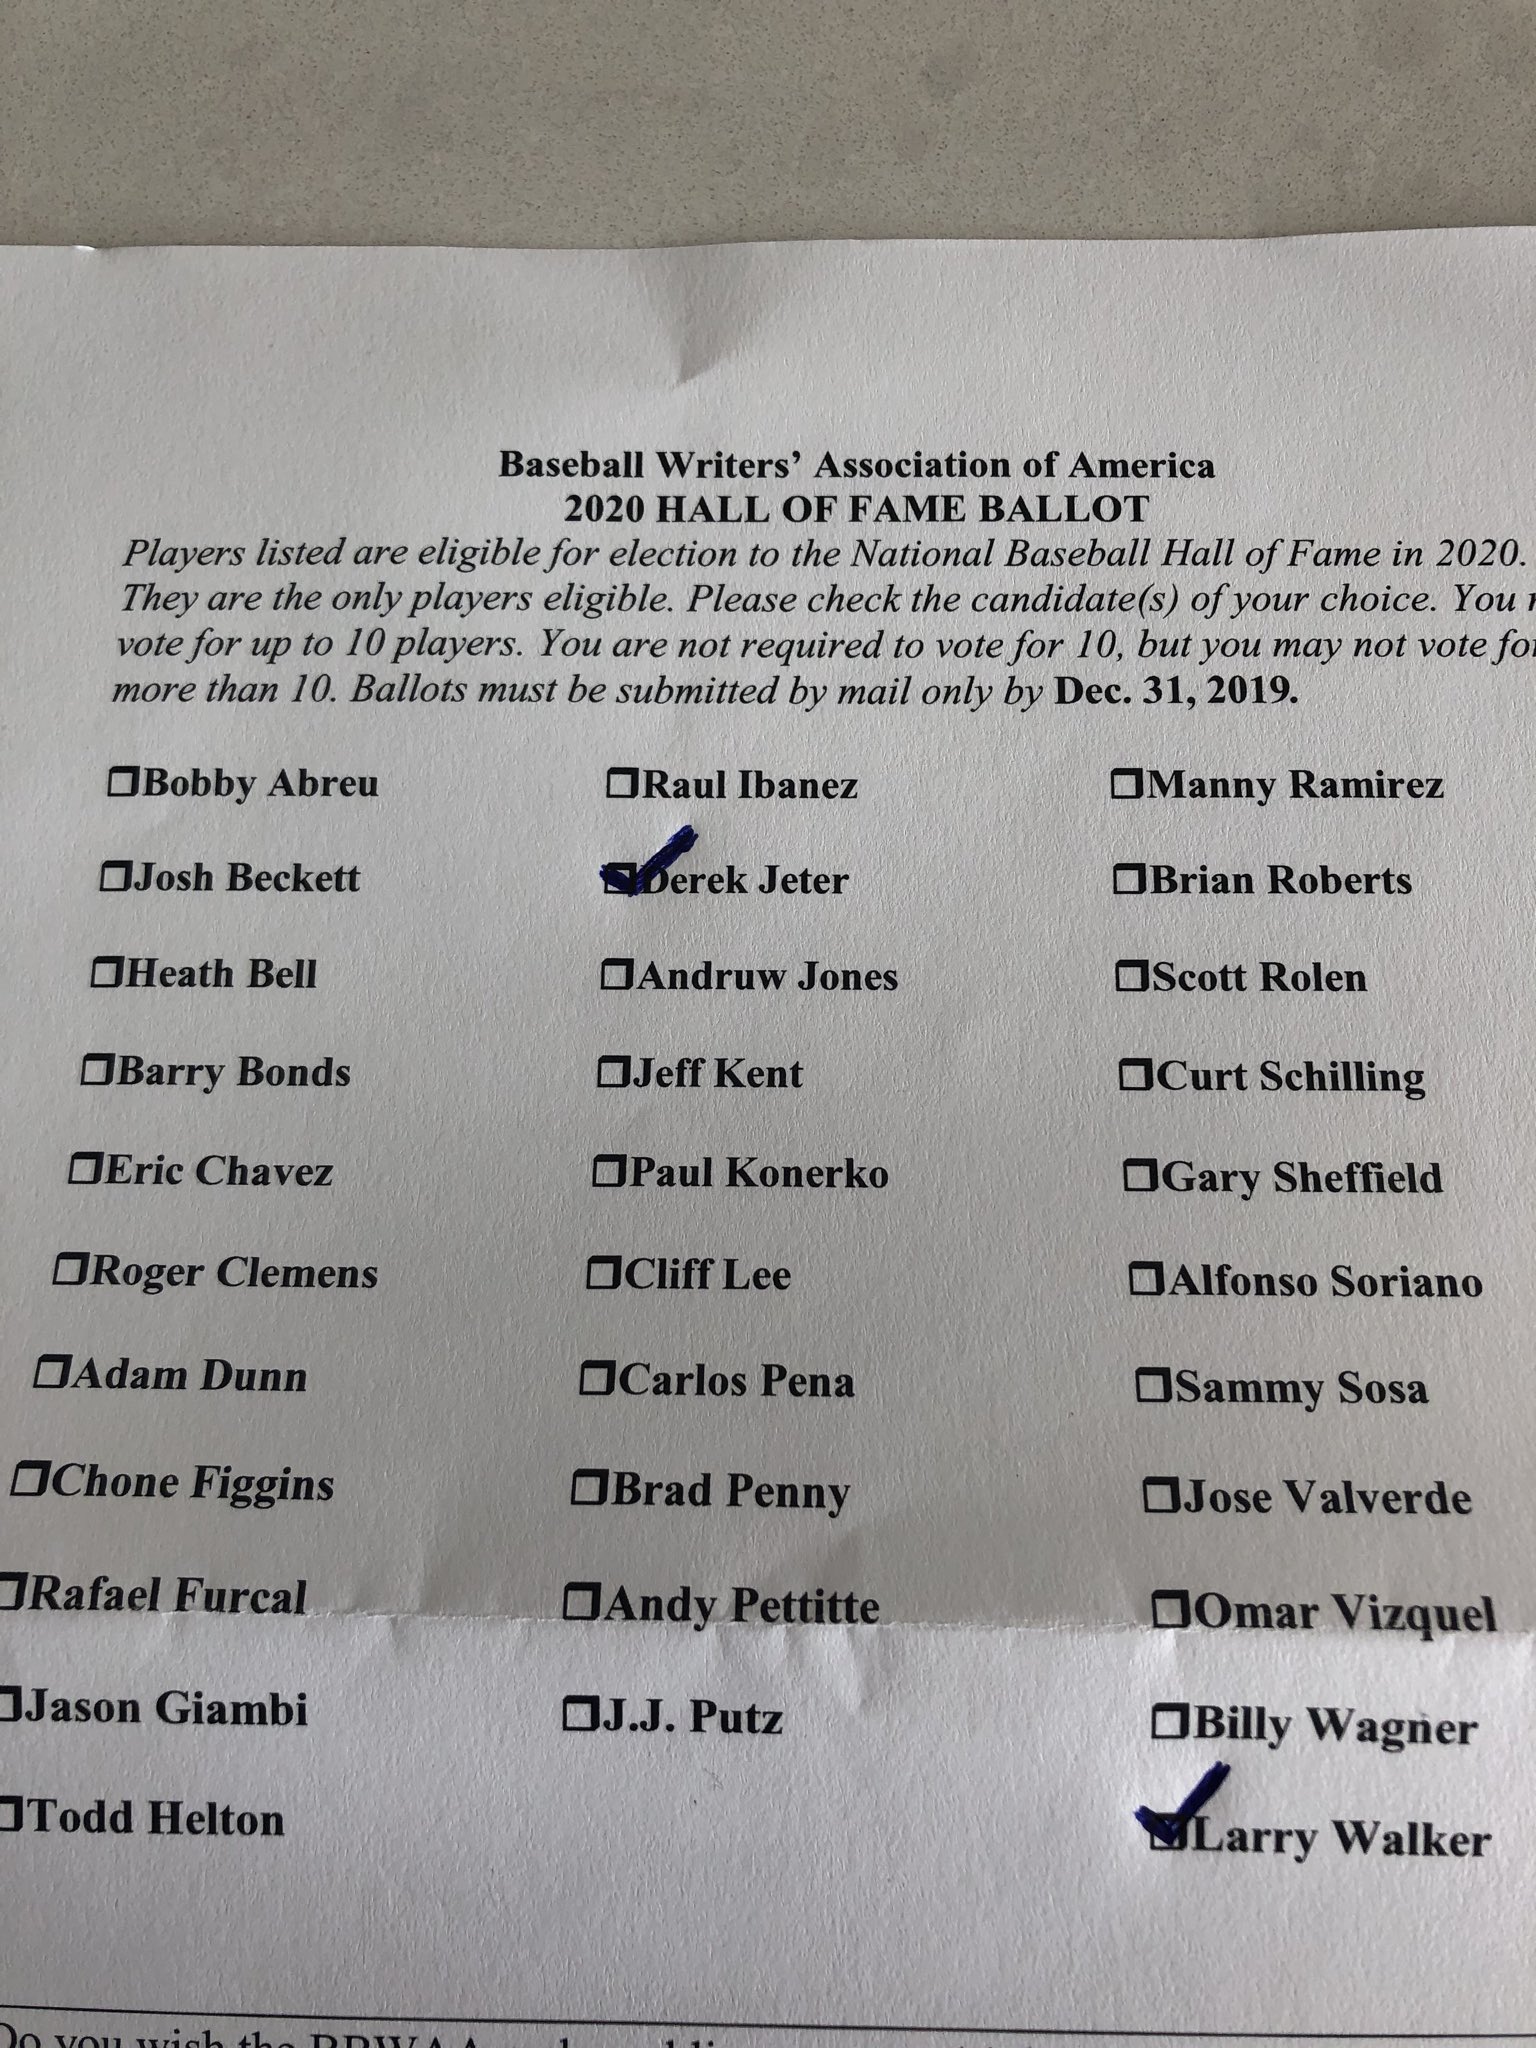 Baseball Writers' Association of America
2020 HALL OF FAME BALLOT
Players listed are eligible for election to the National Baseball Hall of Fame in 2020.
They are the only players eligible. Please check the candidate(s) of your choice. You
vote for up to 10 players. You are not required to vote for 10, but you may not vote for
more than 10. Ballots must be submitted by mail only by Dec. 31, 2019.
Bobby Abreu
Josh Beckett
Heath Bell
Barry Bonds
Eric Chavez
Roger Clemens
Adam Dunn
Chone Figgins
Rafael Furcal
Jason Giambi
Todd Helton
Raul Ibanez
Derek Jeter
Andruw Jones
Jeff Kent
Paul Konerko
Cliff Lee
Carlos Pena
Brad Penny
Andy Pettitte
J.J. Putz
Manny Ramirez
Brian Roberts
Scott Rolen
Curt Schilling
Gary Sheffield
Alfonso Soriano
Sammy Sosa
Jose Valverde
Omar Vizquel
Billy Wagner
Larry Walker
Do you wish the BBWAA